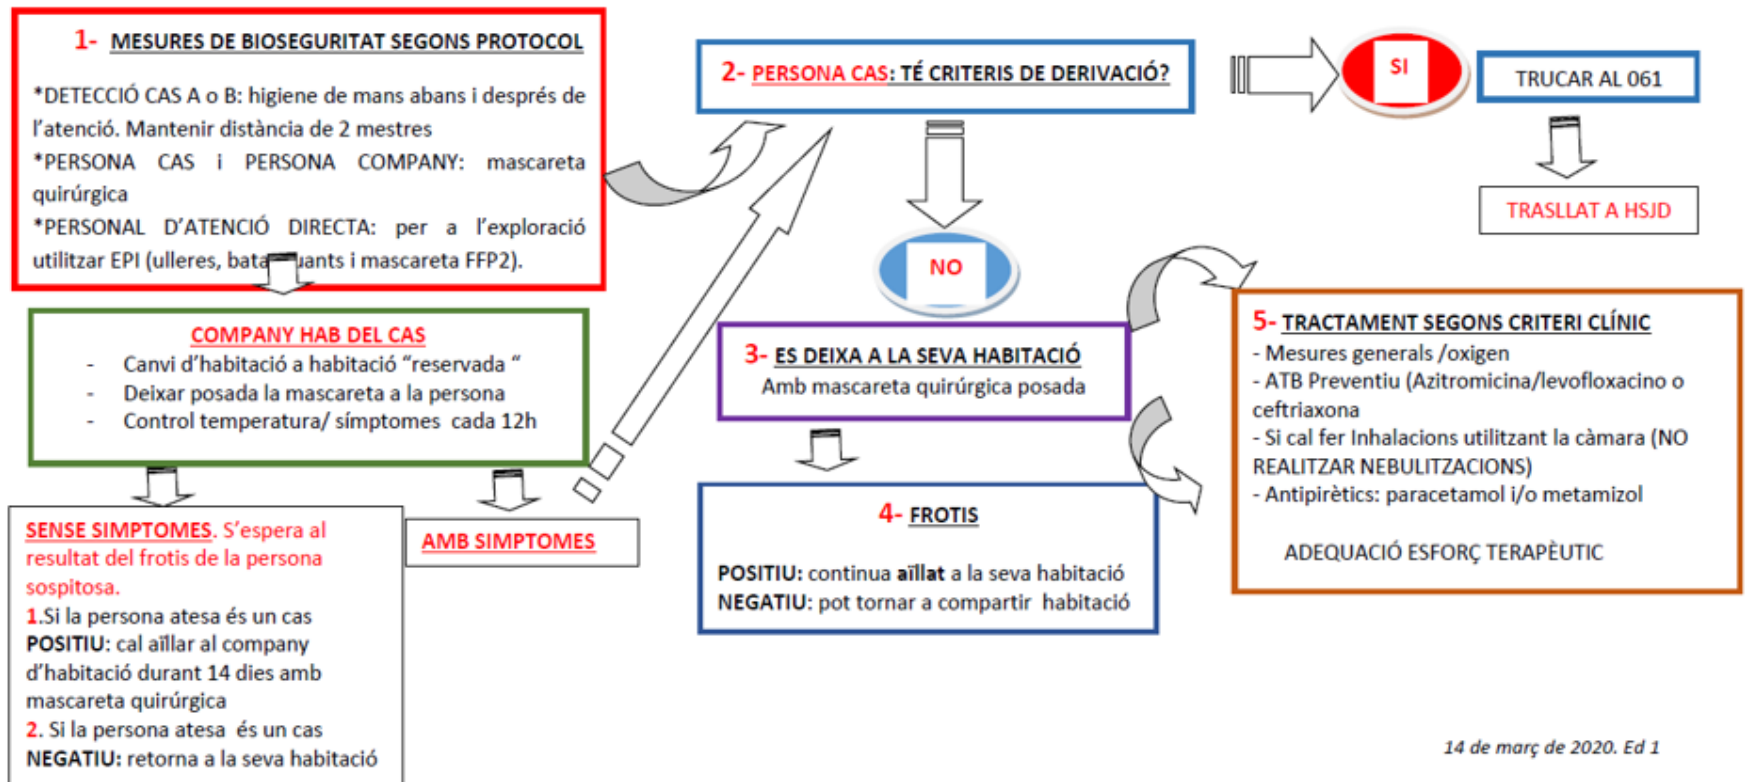 1- MESURES DE BIOSEGURITAT SEGONS PROTOCOL
*DETECCIÓ CAS A o B: higiene de mans abans i després de
l'atenció. Mantenir distància de 2 mestres
*PERSONA CAS i PERSONA COMPANY: mascareta
quirúrgica
*PERSONAL D'ATENCIÓ DIRECTA: per a l'exploració
utilitzar EPI (ulleres, bata uants i mascareta FFP2).
COMPANY HAB DEL CAS
- Canvi d'habitació a habitació "reservada "
- Deixar posada la mascareta a la persona
- Control temperatura/ símptomes cada 12h
SENSE SIMPTOMES. S'espera al
resultat del frotis de la persona
sospitosa.
1.Si la persona atesa és un cas
POSITIU: cal aïllar al company
d'habitació durant 14 dies amb
mascareta quirúrgica
2. Si la persona atesa és un cas
NEGATIU: retorna a la seva habitació
AMB SIMPTOMES
2- PERSONA CAS: TÉ CRITERIS DE DERIVACIÓ?
SI
TRUCAR AL 061
TRASLLAT A HSJD
NO
3- ES DEIXA A LA SEVA HABITACIÓ
Amb mascareta quirúrgica posada
4- FROTIS
POSITIU: continua aïllat a la seva habitació
NEGATIU: pot tornar a compartir habitació
5- TRACTAMENT SEGONS CRITERI CLÍNIC
- Mesures generals /oxigen
- ATB Preventiu (Azitromicina/levofloxacino o
ceftriaxona
- Si cal fer Inhalacions utilitzant la càmara (NO
REALITZAR NEBULITZACIONS)
- Antipirètics: paracetamol i/o metamizol
ADEQUACIÓ ESFORÇ TERAPÈUTIC
14 de març de 2020. Ed 1